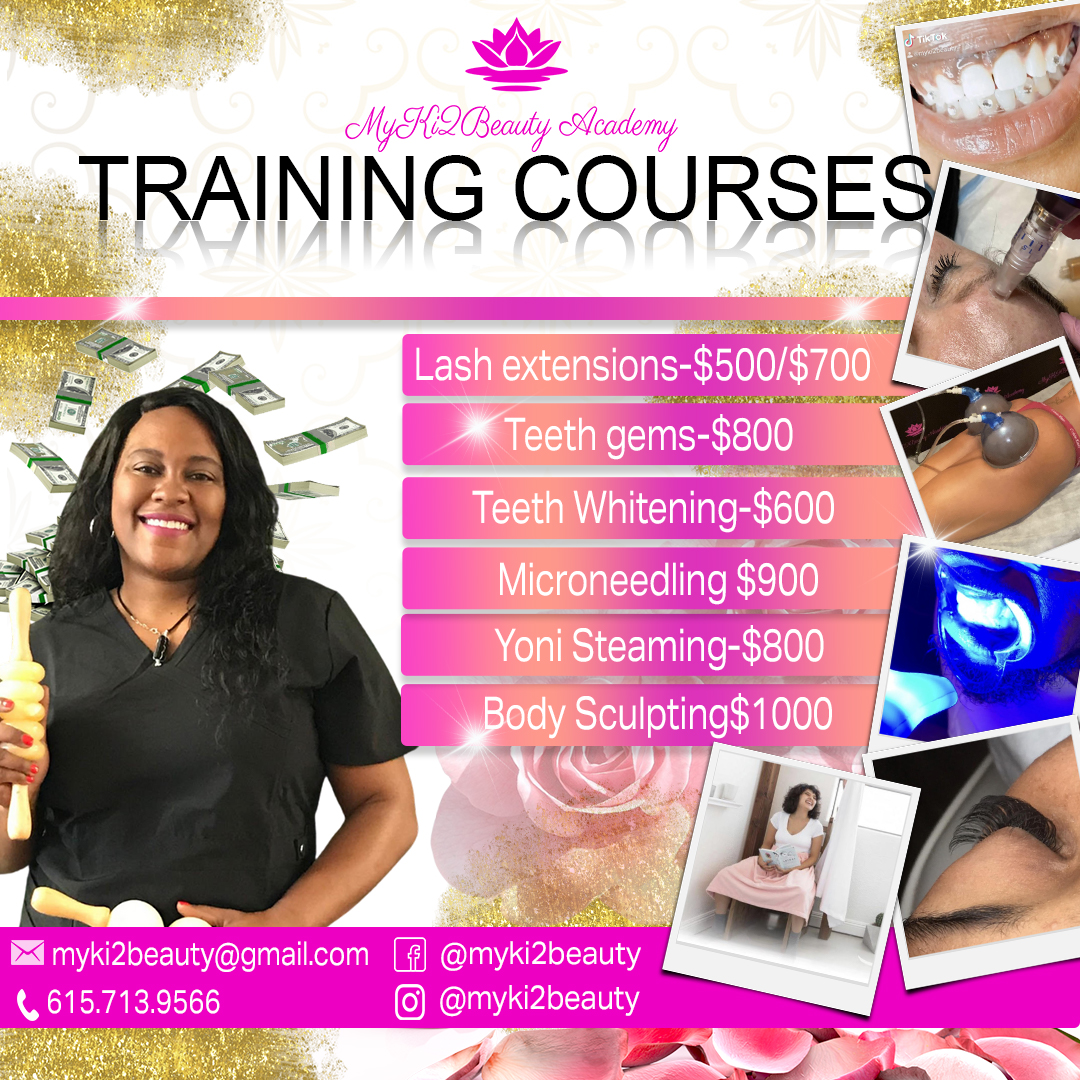 MyKi2Beauty Academy
TRAINING COURSES
TikTok
Lash extensions-$500/$700
Teeth gems-$800
Teeth Whitening-$600
Microneedling $900
Yoni Steaming-$800
Body Sculpting$1000
myki2beauty@gmail.com
@myki2beauty
615.713.9566
@myki2beauty